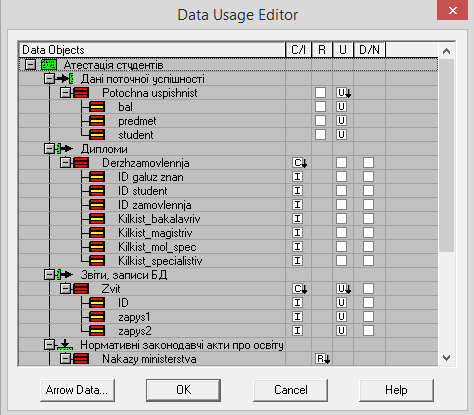 Data Usage Editor
Data Objects C/I R U D/N
Атестація студентів
Дані поточної успішності
Potochna uspishnist U
bal U
predmet U
student U
Дипломи
Derzhzamovlennja C
ID galuz znan I
ID student I
ID zamovlennja I
Kilkist_bakalavriv I
Kilkist_magistriv I
Kilkist_mol_spec I
Kilkist_specialistiv I
Звіти, записи БД
Zvit C U
ID I U
zapys1 I U
zapys2 I U
Нормативні законодавчі акти про освіту
Nakazy ministerstva R
Arrow Data... OK Cancel Help